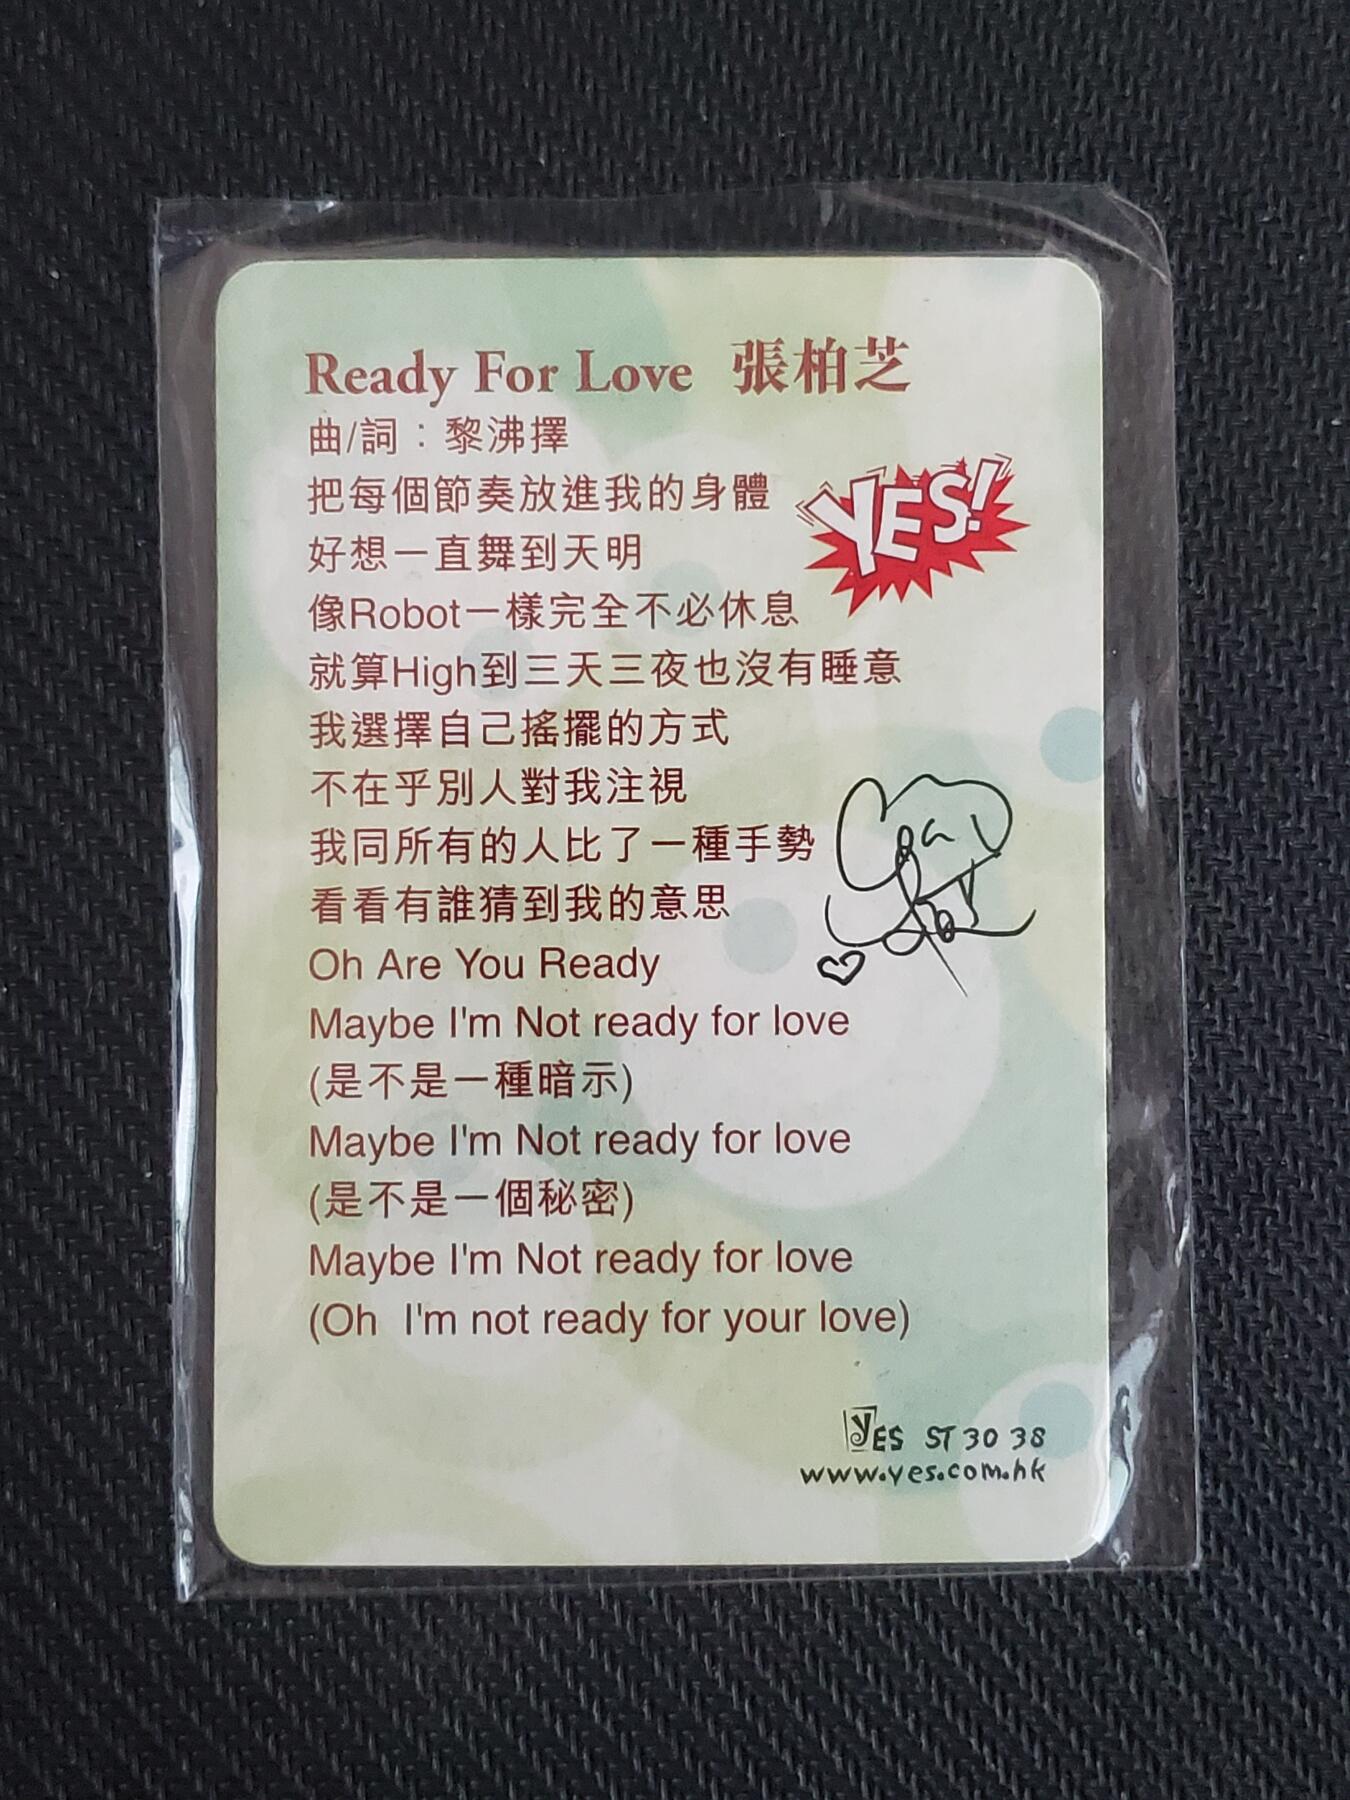 Ready For Love 張柏芝
曲/詞：黎沸擇
把每個節奏放進我的身體
YES!
好想一直舞到天明
像Robot一樣完全不必休息
就算High到三天三夜也沒有睡意
我選擇自己搖擺的方式
不在乎別人對我注視
我同所有的人比了一種手勢
看看有誰猜到我的意思
Oh Are You Ready
Maybe I'm Not ready for love
(是不是一種暗示)
Maybe I'm Not ready for love
(是不是一個秘密)
Maybe I'm Not ready for love
(Oh I'm not ready for your love)
YES ST 30 38
www.yes.com.hk